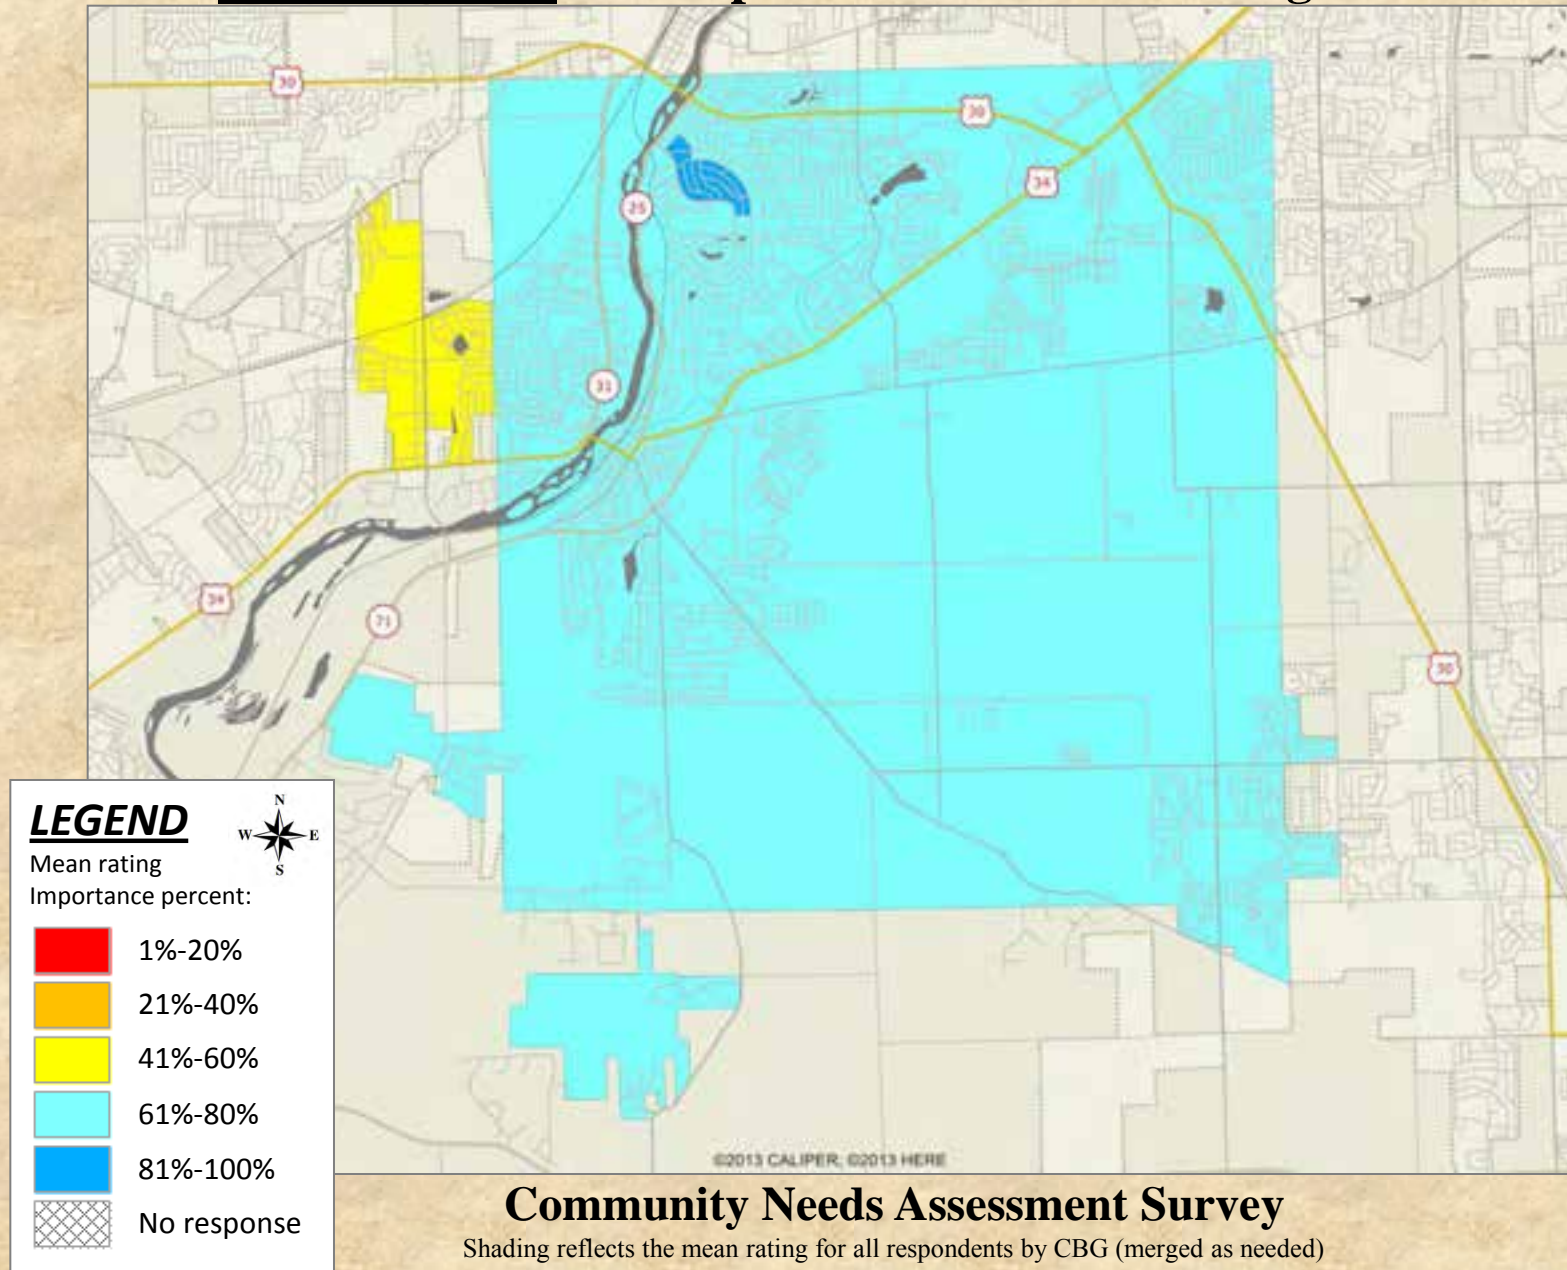 30
30
34
25
31
34
71
30
LEGEND
N
W E
S
Mean rating
Importance percent:
1%-20%
21%-40%
41%-60%
61%-80%
81%-100%
No response
©2013 CALIPER; ©2013 HERE
Community Needs Assessment Survey
Shading reflects the mean rating for all respondents by CBG (merged as needed)